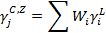 γ_j^{C,Z} = ∑ W_i γ_i^L